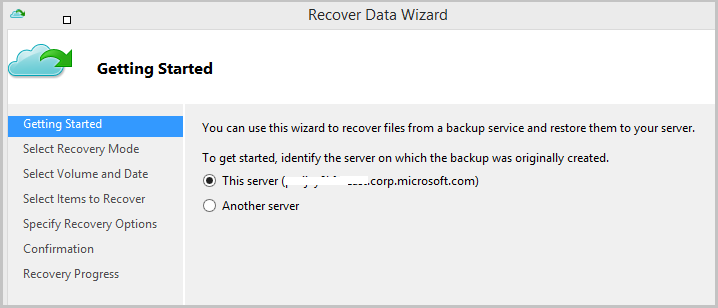 Recover Data Wizard
Getting Started
Getting Started
Select Recovery Mode
Select Volume and Date
Select Items to Recover
Specify Recovery Options
Confirmation
Recovery Progress
You can use this wizard to recover files from a backup service and restore them to your server.
To get started, identify the server on which the backup was originally created.
This server ( .corp.microsoft.com)
Another server